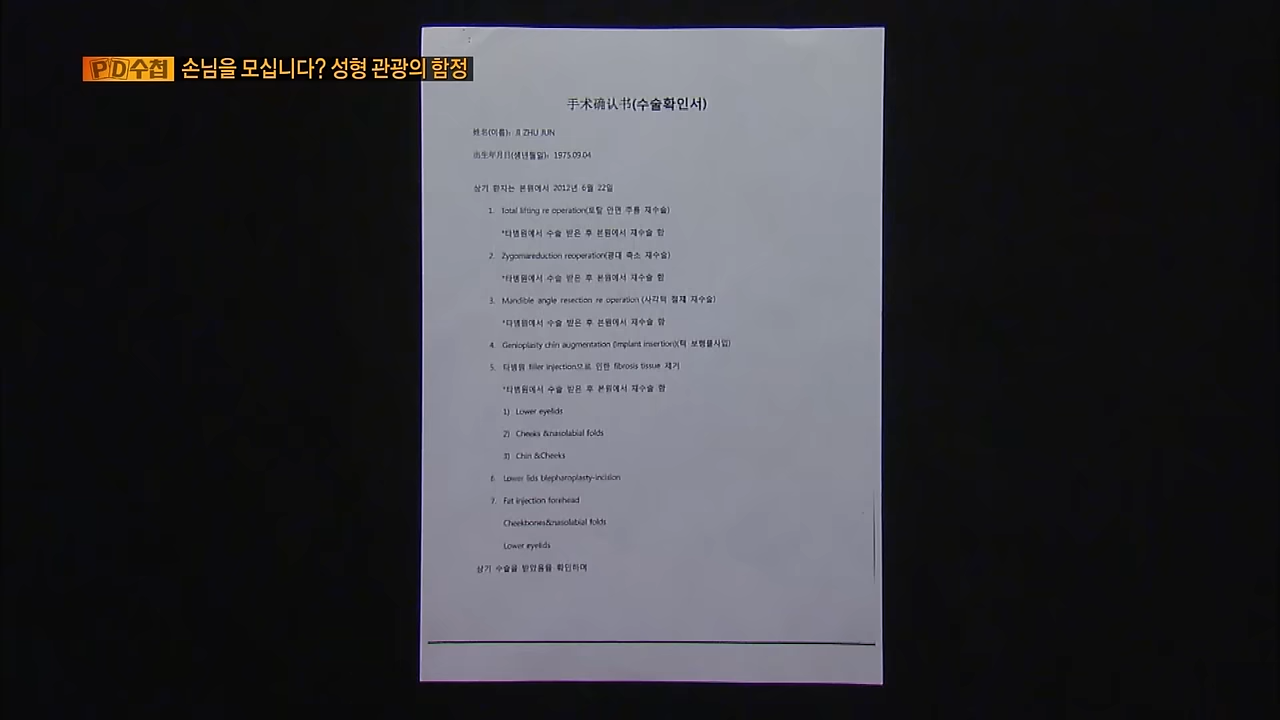 PD수첩 손님을 모십니다? 성형 관광의 함정
手术确认书(수술확인서)
姓名(이름): JI ZHU JUN
出生年月日(생년월일): 1975.09.04
상기 환자는 본원에서 2012년 6월 22일
1. Total lifting re operation(토탈 안면 주름 재수술)
*타병원에서 수술 받은 후 본원에서 재수술 함
2. Zygomareduction reoperation(광대 축소 재수술)
*타병원에서 수술 받은 후 본원에서 재수술 함
3. Mandible angle resection re operation (사각턱 절제 재수술)
*타병원에서 수술 받은 후 본원에서 재수술 함
4. Genioplasty chin augmentation (implant insertion)(턱 보형물삽입)
5. 타병원 filler injection으로 인한 fibrosis tissue 제거
*타병원에서 수술 받은 후 본원에서 재수술 함
1) Lower eyelids
2) Cheeks &nasolabial folds
3) Chin &Cheeks
6. Lower lids blepharoplasty-incision
7. Fat injection forehead
Cheekbones&nasolabial folds
Lower eyelids
상기 수술을 받았음을 확인하며